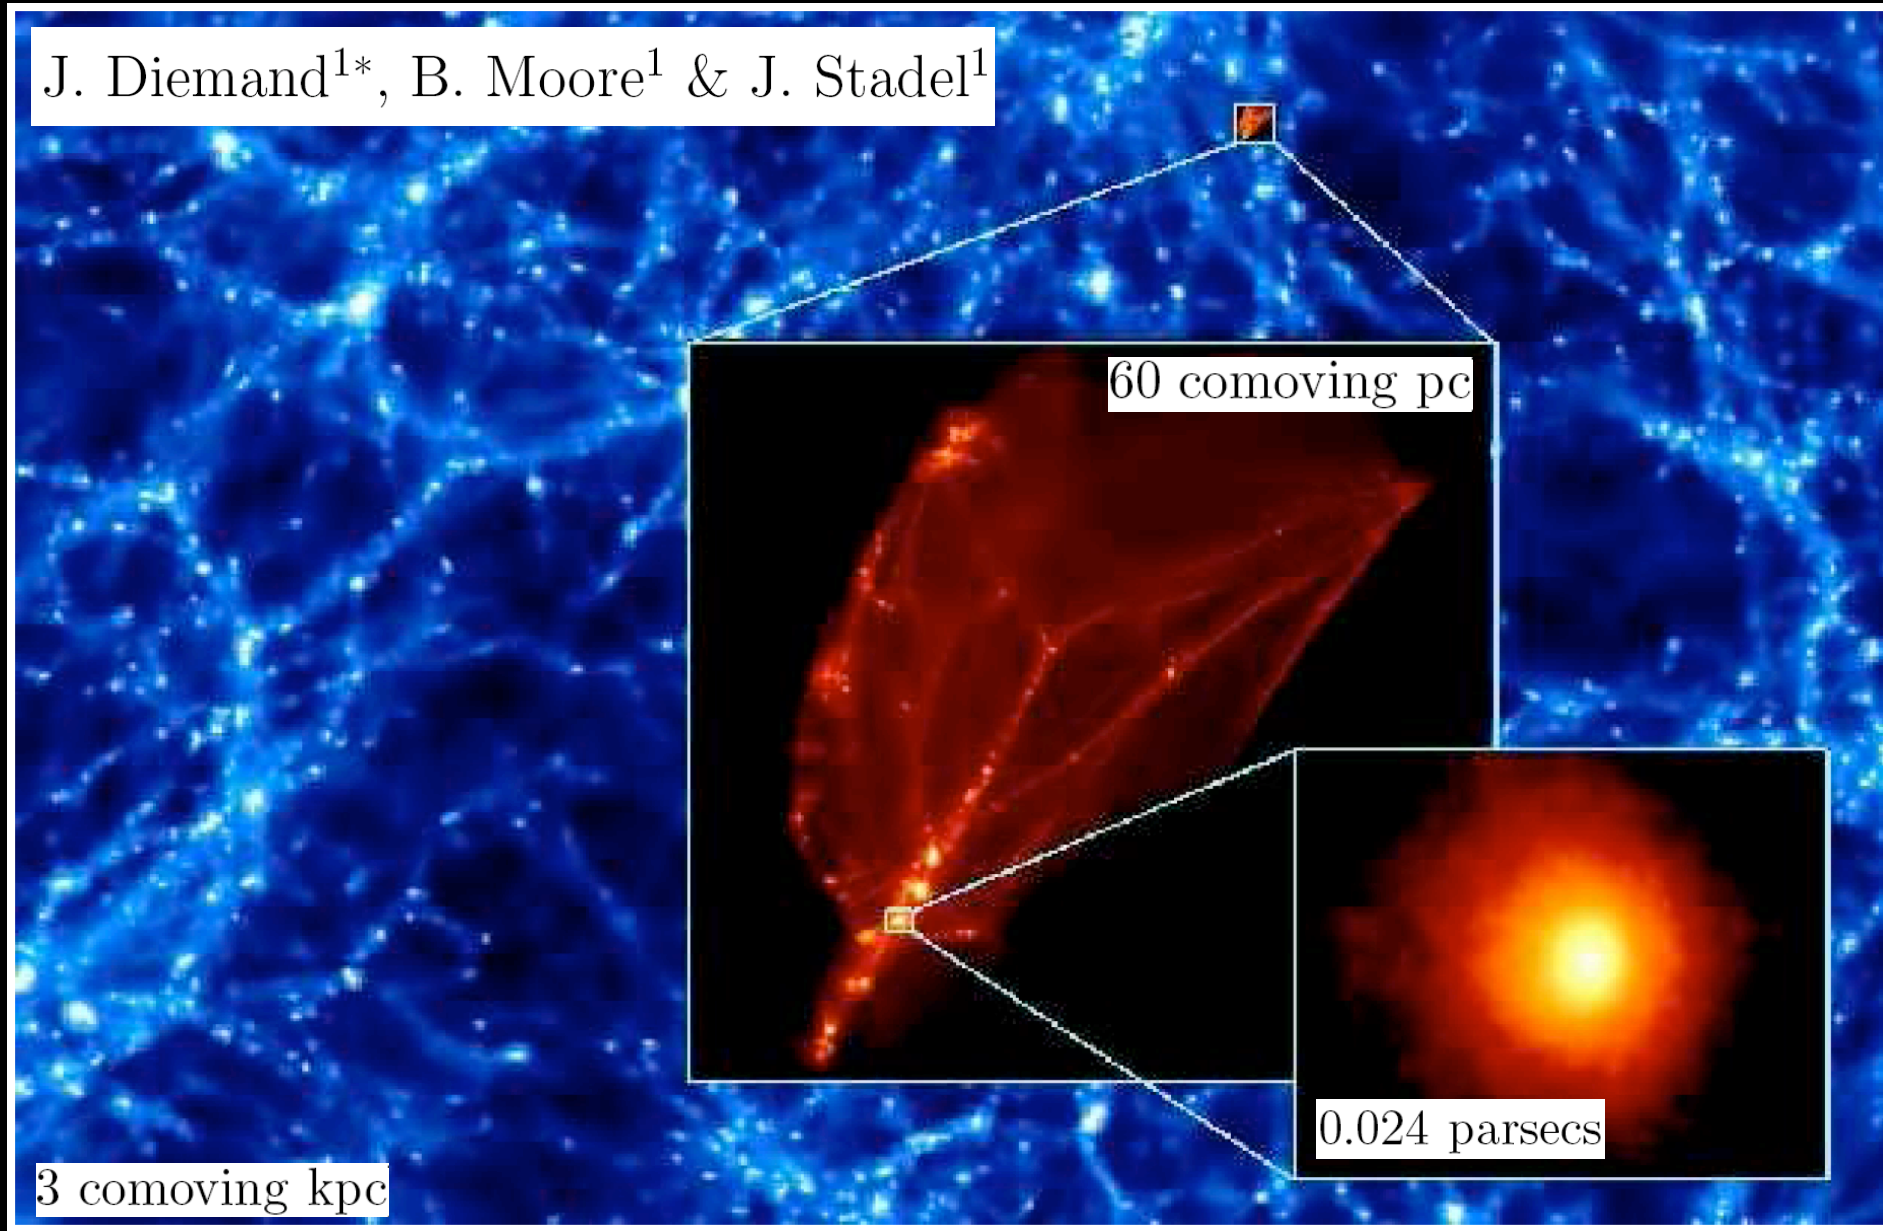 J. Diemand¹*, B. Moore¹ & J. Stadel¹
60 comoving pc
0.024 parsecs
3 comoving kpc